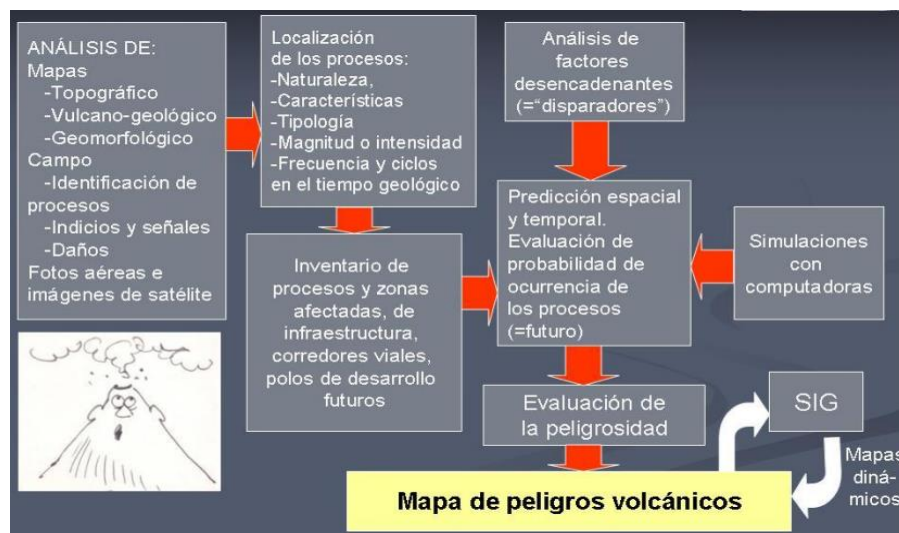 ANÁLISIS DE:
Mapas
-Topográfico
-Vulcano-geológico
-Geomorfológico
Campo
-Identificación de
procesos
-Indicios y señales
-Daños
Fotos aéreas e
imágenes de satélite
Localización
de los procesos:
-Naturaleza,
-Características
-Tipología
-Magnitud o intensidad
-Frecuencia y ciclos
en el tiempo geológico
Inventario de
procesos y zonas
afectadas, de
infraestructura,
corredores viales,
polos de desarrollo
futuros
Análisis de
factores
desencadenantes
(=“disparadores”)
Predicción espacial
y temporal.
Evaluación de
probabilidad de
ocurrencia de
los procesos
(=futuro)
Simulaciones
con
computadoras
Evaluación de
la peligrosidad
SIG
Mapas
diná-
micos
Mapa de peligros volcánicos